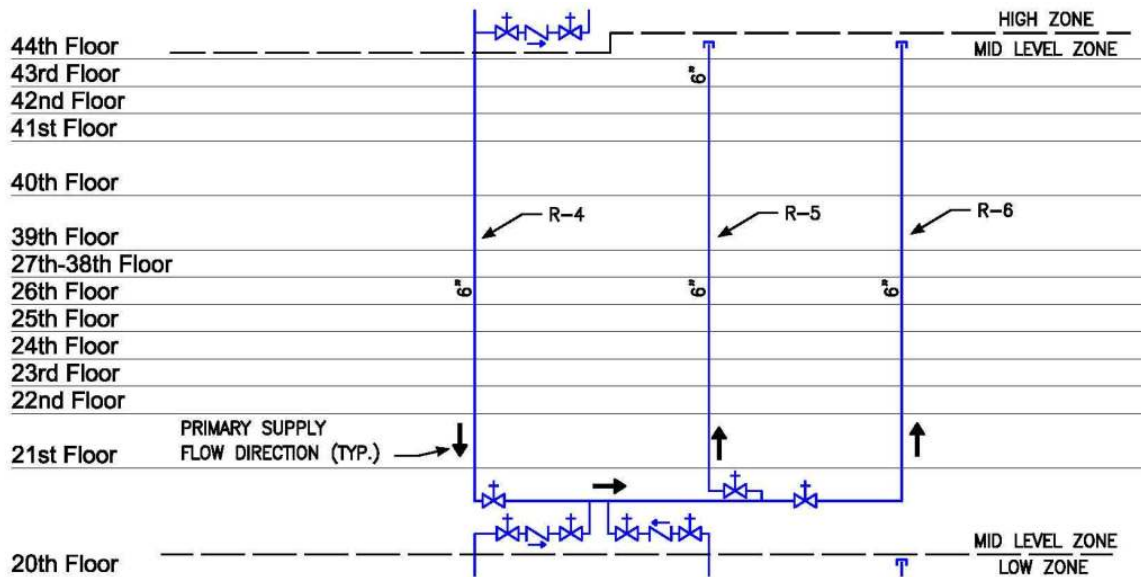 HIGH ZONE
44th Floor
MID LEVEL ZONE
43rd Floor
6"
42nd Floor
41st Floor
40th Floor
R-4
R-5
R-6
39th Floor
27th-38th Floor
26th Floor
6"
6"
6"
25th Floor
24th Floor
23rd Floor
22nd Floor
PRIMARY SUPPLY
FLOW DIRECTION (TYP.)
21st Floor
MID LEVEL ZONE
20th Floor
LOW ZONE